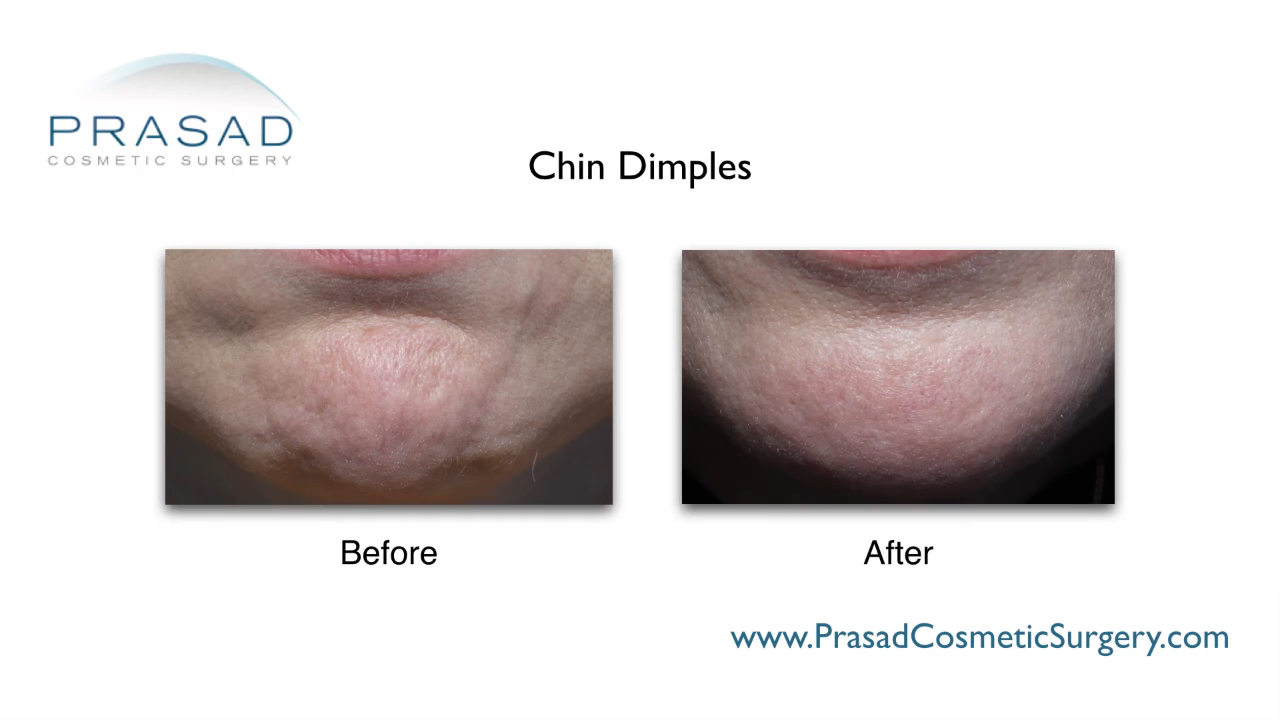 PRASAD
COSMETIC SURGERY
Chin Dimples
Before
After
www.PrasadCosmeticSurgery.com